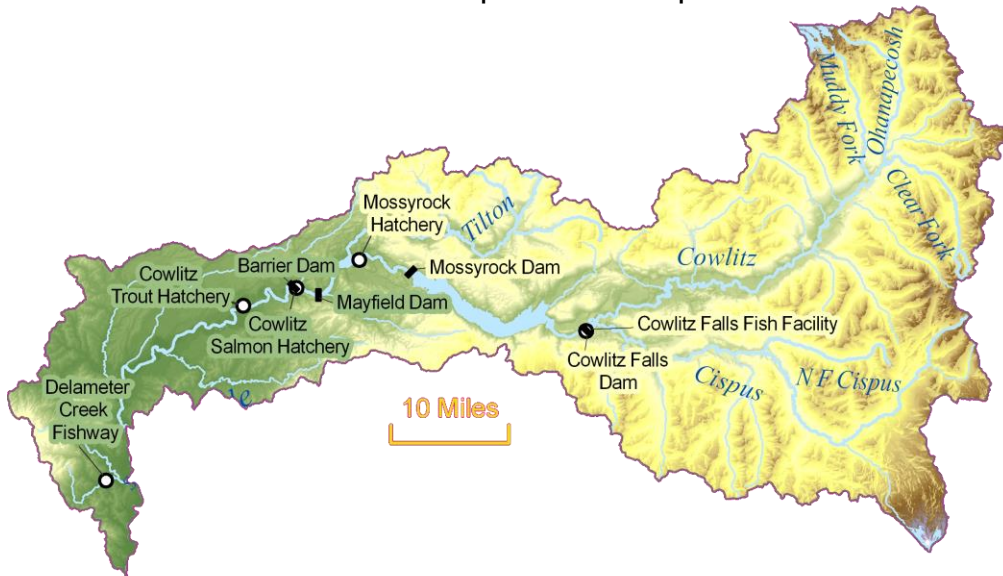 Muddy Fork
Ohanapecosh
Clear Fork
Mossyrock
Hatchery
Tilton
Cowlitz
Barrier Dam
Mossyrock Dam
Cowlitz
Trout Hatchery
Mayfield Dam
Cowlitz
Salmon Hatchery
Cowlitz Falls Fish Facility
Cowlitz Falls
Dam
Cispus
N F Cispus
Delameter
Creek
Fishway
10 Miles